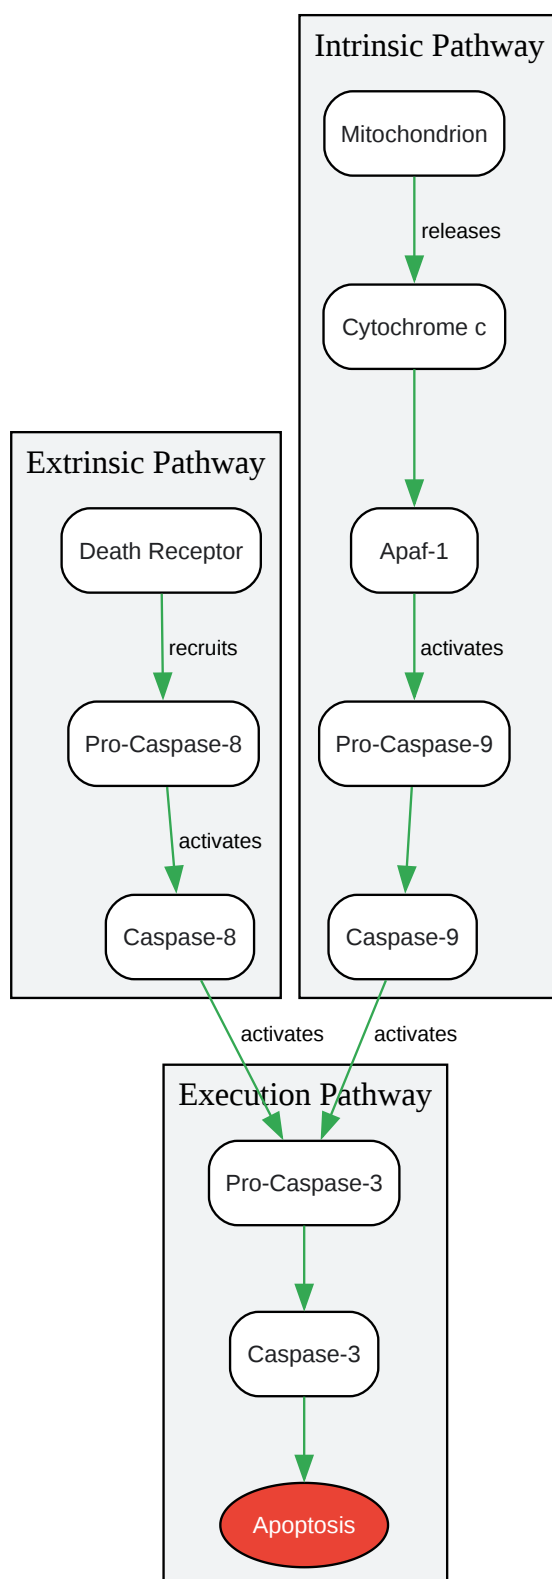 Intrinsic Pathway
Mitochondrion
releases
Cytochrome c
Extrinsic Pathway
Death Receptor
Apaf-1
recruits
activates
Pro-Caspase-8
Pro-Caspase-9
activates
Caspase-8
Caspase-9
activates
activates
Execution Pathway
Pro-Caspase-3
Caspase-3
Apoptosis